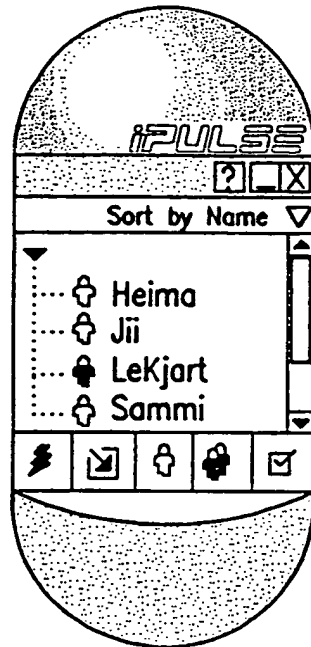 iPULSE
? _ X
Sort by Name
Heima
Jii
LeKjart
Sammi